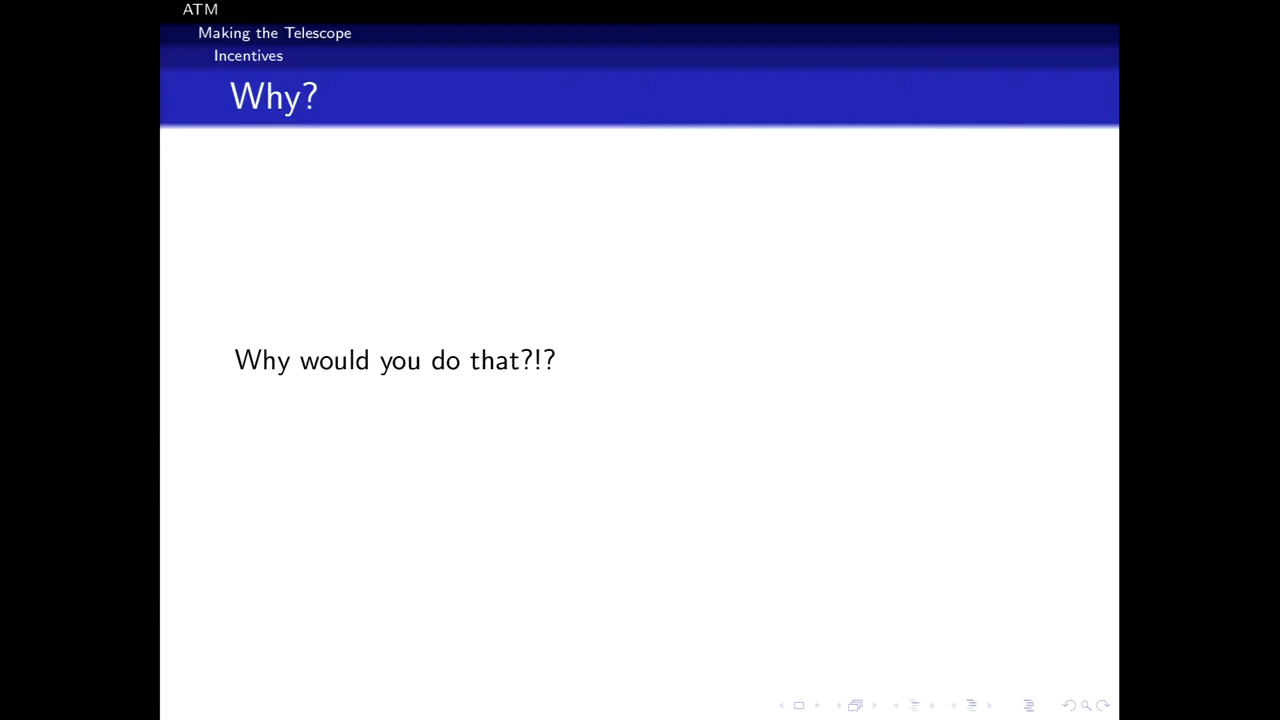 ATM
Making the Telescope
Incentives
Why?
Why would you do that?!?